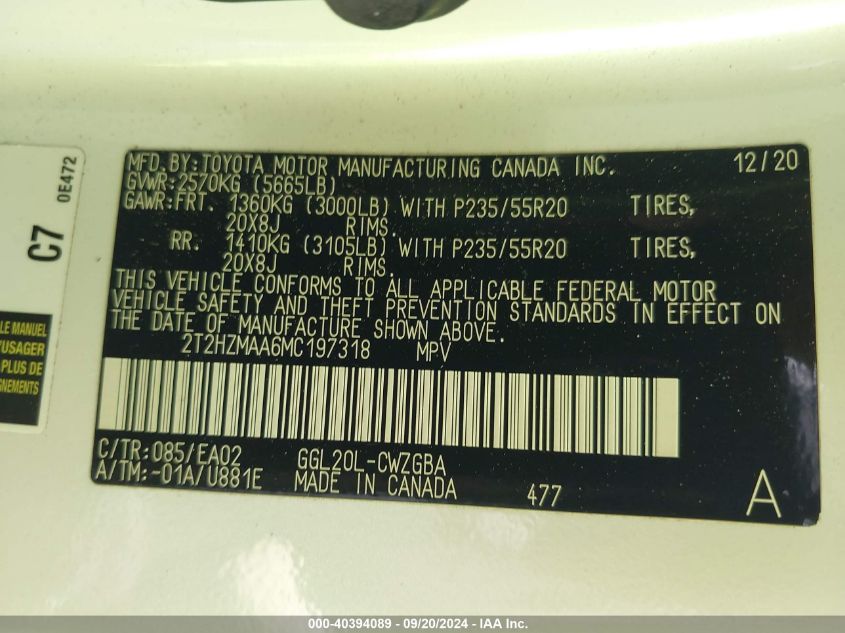 MFD.BY:TOYOTA MOTOR MANUFACTURING CANADA INC. 12/20
GVWR:2570KG (5665LB)
GAWR:FRT. 1360KG (3000LB) WITH P235/55R20 TIRES,
20X8J RIMS.
RR. 1410KG (3105LB) WITH P235/55R20 TIRES,
20X8J RIMS.
THIS VEHICLE CONFORMS TO ALL APPLICABLE FEDERAL MOTOR
VEHICLE SAFETY AND THEFT PREVENTION STANDARDS IN EFFECT ON
THE DATE OF MANUFACTURE SHOWN ABOVE.
2T2HZMAA6MC197318 MPV
C/TR:085/EA02 GGL20L-CWZGBA
A/TM:-01A/U881E MADE IN CANADA 477 A
C7 0E472
LE MANUEL
'USAGER
PLUS DE
GNEMENTS
000-40394089 - 09/20/2024 - IAA Inc.